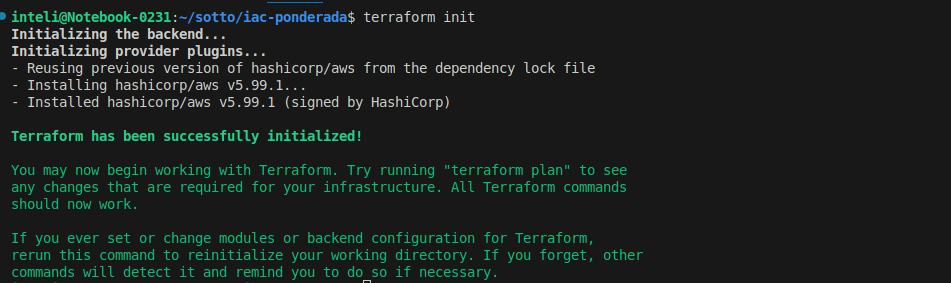 inteli@Notebook-0231:~/sotto/iac-ponderada$ terraform init
Initializing the backend...
Initializing provider plugins...
- Reusing previous version of hashicorp/aws from the dependency lock file
- Installing hashicorp/aws v5.99.1...
- Installed hashicorp/aws v5.99.1 (signed by HashiCorp)
Terraform has been successfully initialized!
You may now begin working with Terraform. Try running "terraform plan" to see
any changes that are required for your infrastructure. All Terraform commands
should now work.
If you ever set or change modules or backend configuration for Terraform,
rerun this command to reinitialize your working directory. If you forget, other
commands will detect it and remind you to do so if necessary.